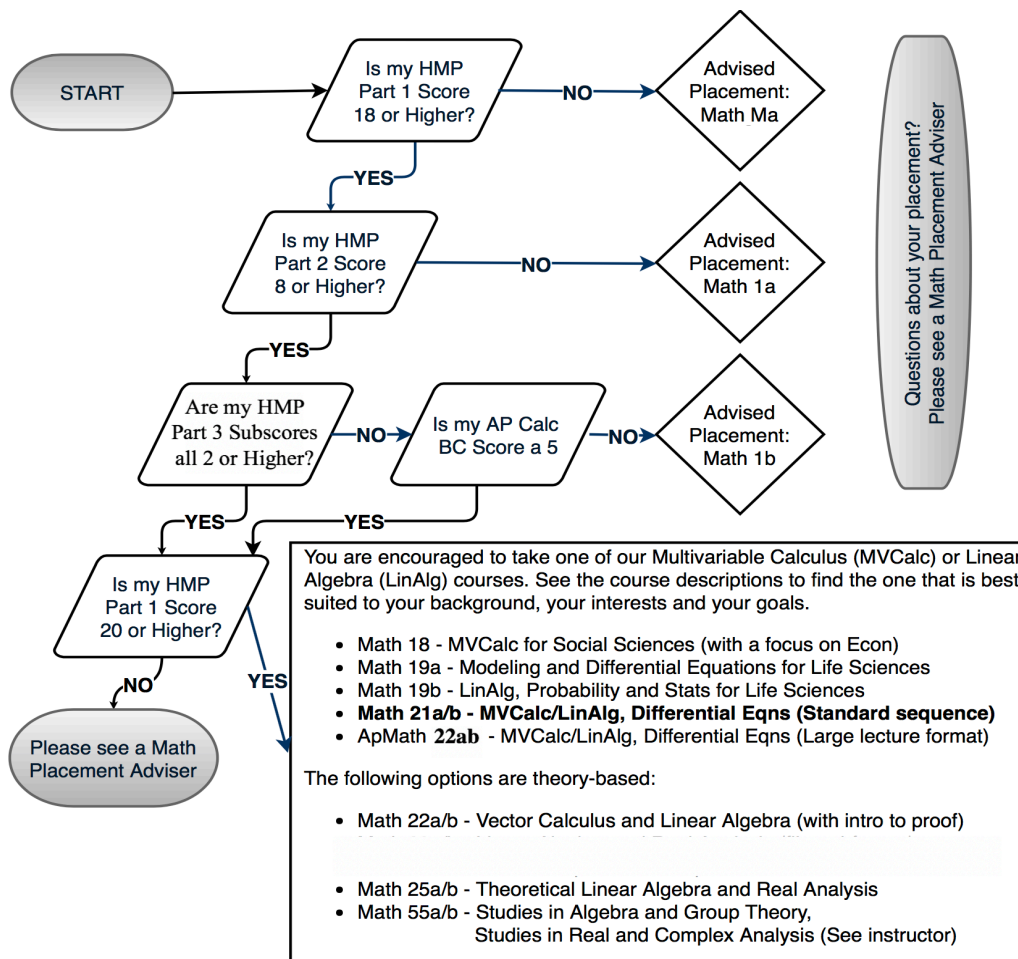 START
Is my HMP
Part 1 Score
18 or Higher?
NO
Advised
Placement:
Math Ma
YES
Is my HMP
Part 2 Score
8 or Higher?
NO
Advised
Placement:
Math 1a
YES
Are my HMP
Part 3 Subscores
all 2 or Higher?
NO
Is my AP Calc
BC Score a 5
NO
Advised
Placement:
Math 1b
YES
YES
Is my HMP
Part 1 Score
20 or Higher?
NO
YES
Please see a Math
Placement Adviser
Questions about your placement?
Please see a Math Placement Adviser
You are encouraged to take one of our Multivariable Calculus (MVCalc) or Linear
Algebra (LinAlg) courses. See the course descriptions to find the one that is best
suited to your background, your interests and your goals.
• Math 18 - MVCalc for Social Sciences (with a focus on Econ)
• Math 19a - Modeling and Differential Equations for Life Sciences
• Math 19b - LinAlg, Probability and Stats for Life Sciences
• Math 21a/b - MVCalc/LinAlg, Differential Eqns (Standard sequence)
• ApMath 22ab - MVCalc/LinAlg, Differential Eqns (Large lecture format)
The following options are theory-based:
• Math 22a/b - Vector Calculus and Linear Algebra (with intro to proof)
• Math 25a/b - Theoretical Linear Algebra and Real Analysis
• Math 55a/b - Studies in Algebra and Group Theory,
Studies in Real and Complex Analysis (See instructor)